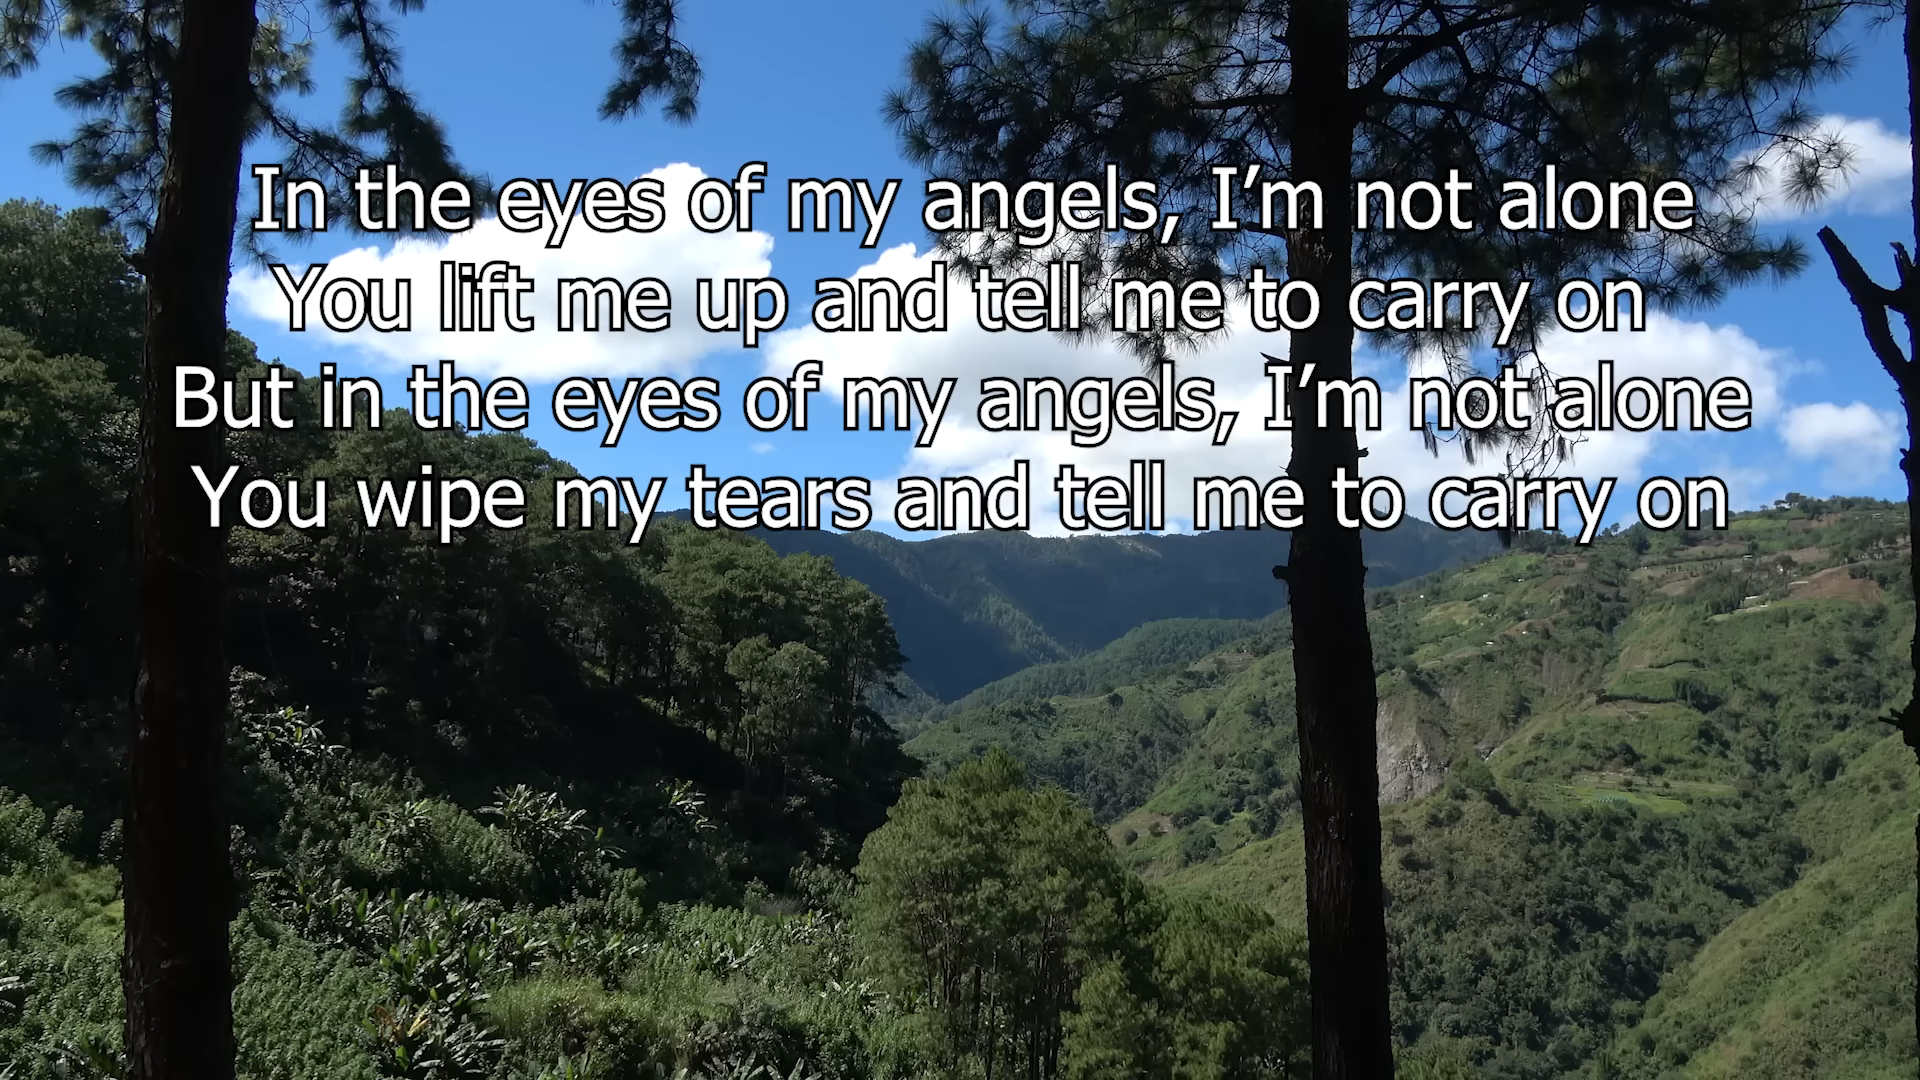 In the eyes of my angels, I’m not alone
You lift me up and tell me to carry on
But in the eyes of my angels, I’m not alone
You wipe my tears and tell me to carry on